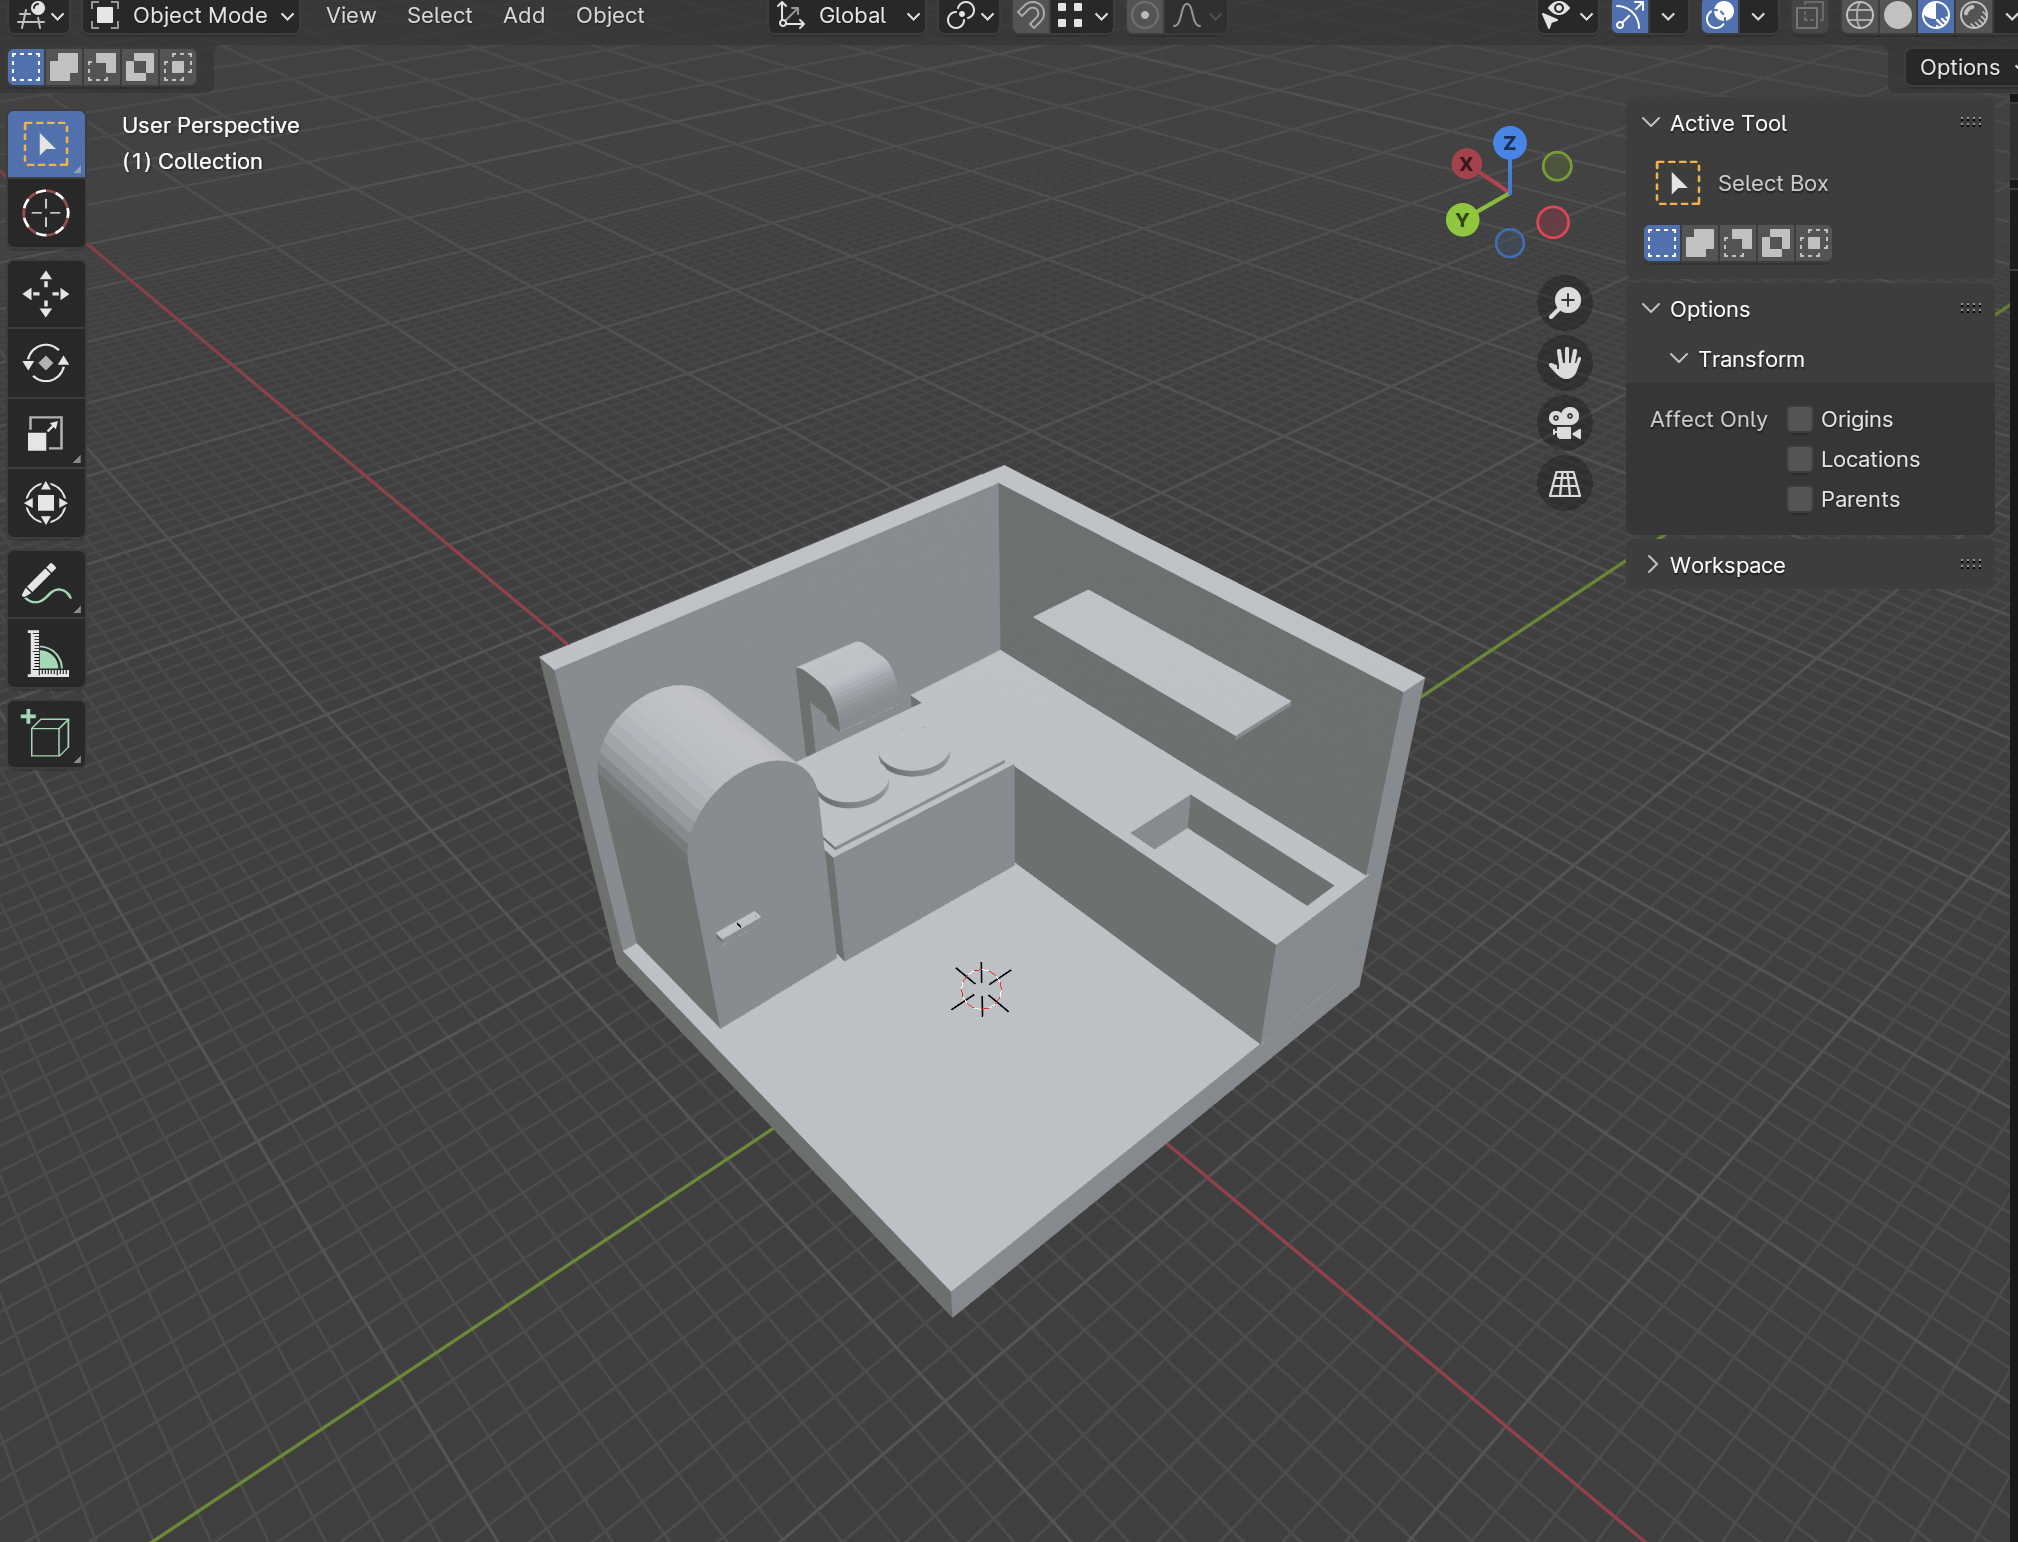 Object Mode View Select Add Object Global
Options
User Perspective
(1) Collection
Z
X
Y
Active Tool
Select Box
Options
Transform
Affect Only Origins
Locations
Parents
Workspace